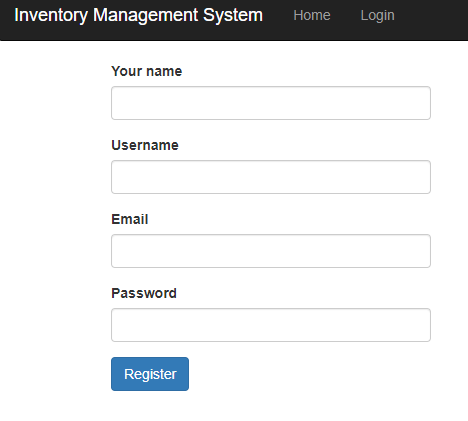 Inventory Management System Home Login
Your name
Username
Email
Password
Register